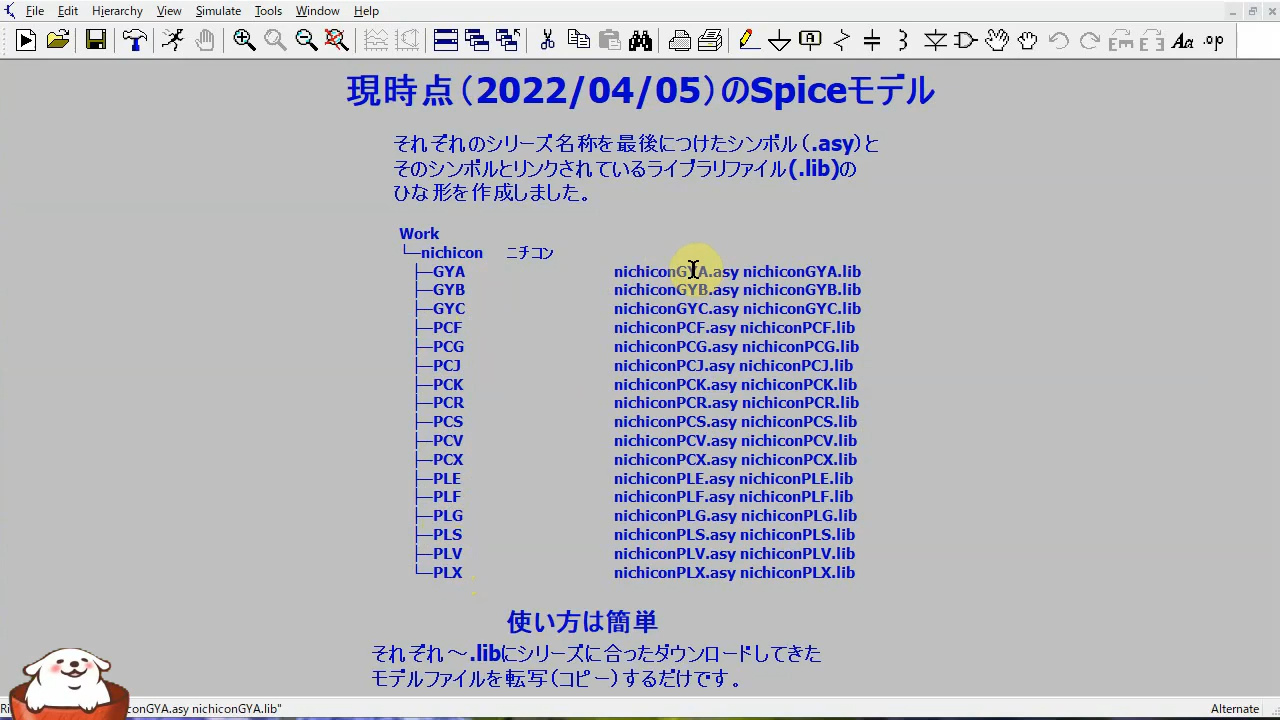 File Edit Hierarchy View Simulate Tools Window Help
.op
現時点（2022/04/05）のSpiceモデル
それぞれのシリーズ名称を最後につけたシンボル（.asy)と
そのシンボルとリンクされているライブラリファイル(.lib)の
ひな形を作成しました。
Work
└─nichicon ニチコン
├─GYA nichiconGYA.asy nichiconGYA.lib
├─GYB nichiconGYB.asy nichiconGYB.lib
├─GYC nichiconGYC.asy nichiconGYC.lib
├─PCF nichiconPCF.asy nichiconPCF.lib
├─PCG nichiconPCG.asy nichiconPCG.lib
├─PCJ nichiconPCJ.asy nichiconPCJ.lib
├─PCK nichiconPCK.asy nichiconPCK.lib
├─PCR nichiconPCR.asy nichiconPCR.lib
├─PCS nichiconPCS.asy nichiconPCS.lib
├─PCV nichiconPCV.asy nichiconPCV.lib
├─PCX nichiconPCX.asy nichiconPCX.lib
├─PLE nichiconPLE.asy nichiconPLE.lib
├─PLF nichiconPLF.asy nichiconPLF.lib
├─PLG nichiconPLG.asy nichiconPLG.lib
├─PLS nichiconPLS.asy nichiconPLS.lib
├─PLV nichiconPLV.asy nichiconPLV.lib
└─PLX nichiconPLX.asy nichiconPLX.lib
使い方は簡単
それぞれ～.libにシリーズに合ったダウンロードしてきた
モデルファイルを転写（コピー）するだけです。
conGYA.asy nichiconGYA.lib" Alternate